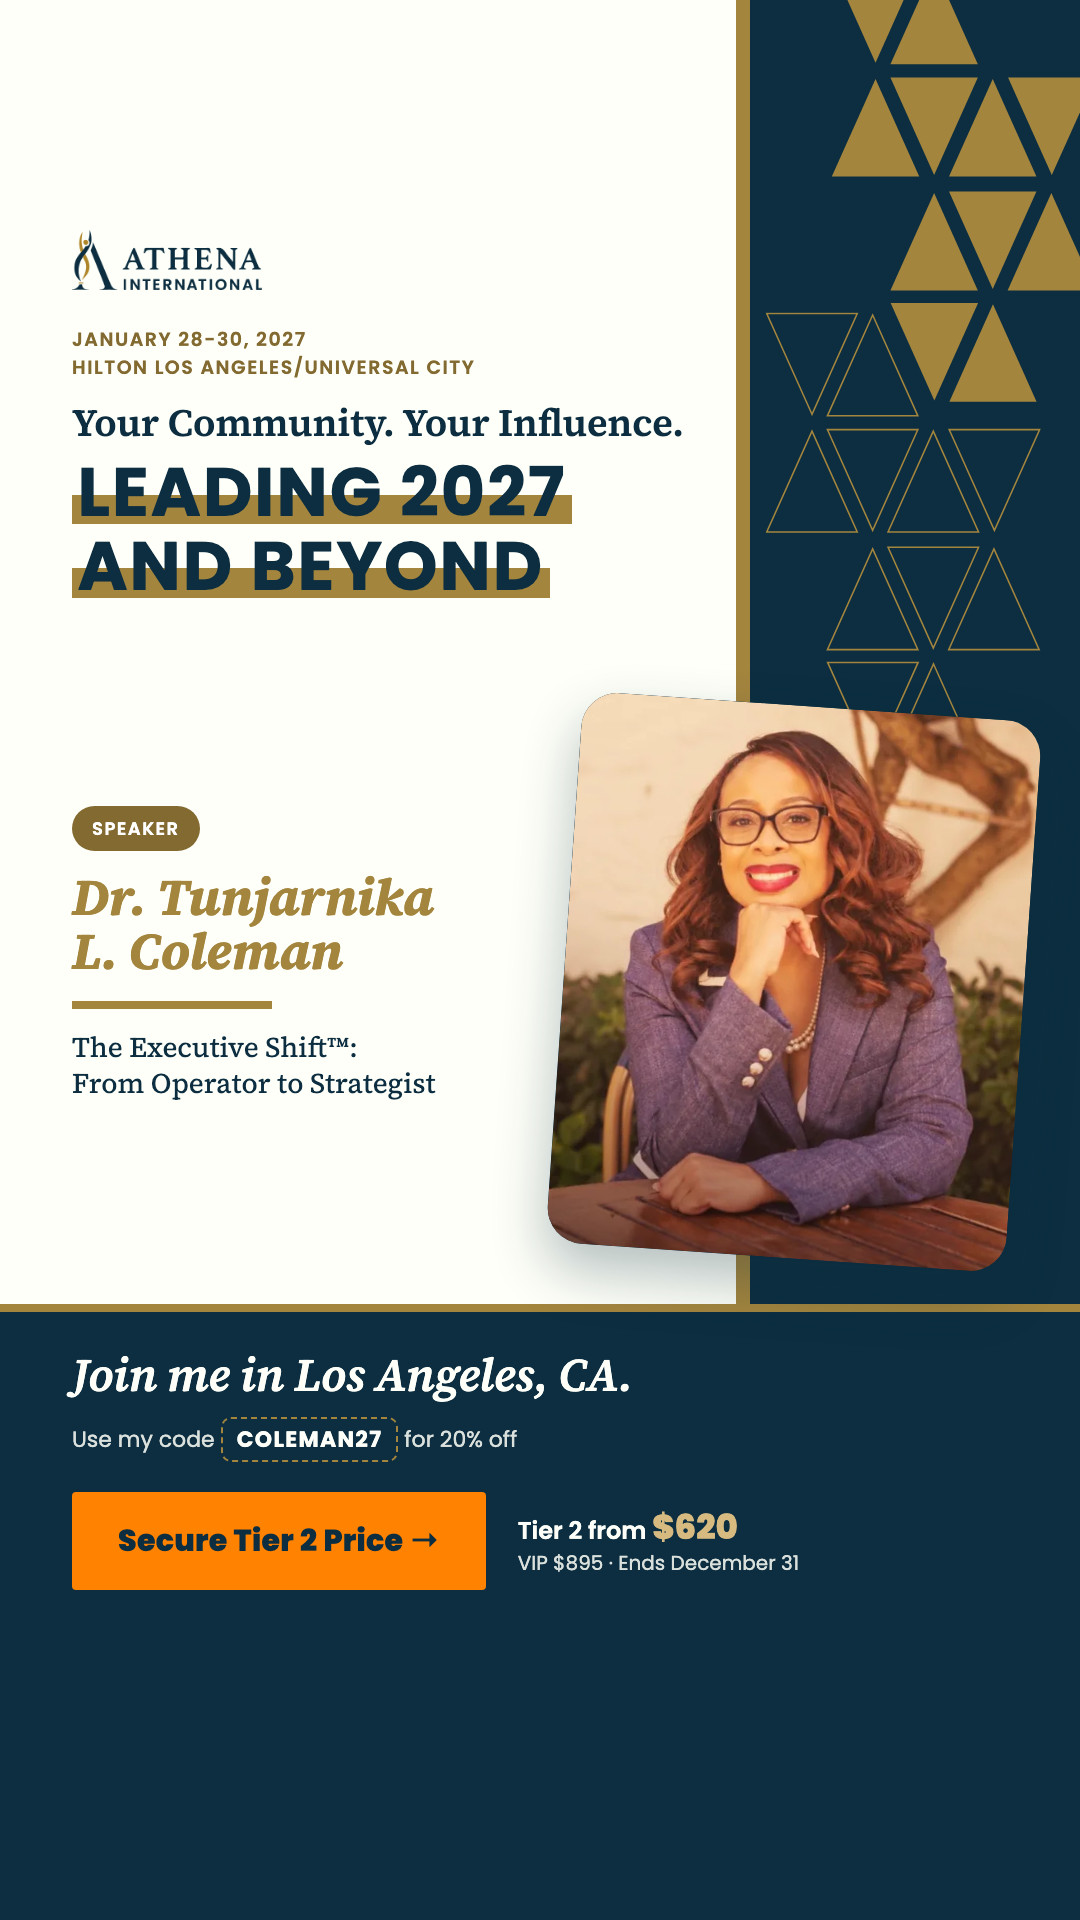 ATHENA
INTERNATIONAL
JANUARY 28-30, 2027
HILTON LOS ANGELES/UNIVERSAL CITY
Your Community. Your Influence.
LEADING 2027
AND BEYOND
SPEAKER
Dr. Tunjarnika
L. Coleman
The Executive Shift™:
From Operator to Strategist
Join me in Los Angeles, CA.
Use my code COLEMAN27 for 20% off
Secure Tier 2 Price →
Tier 2 from $620
VIP $895 · Ends December 31